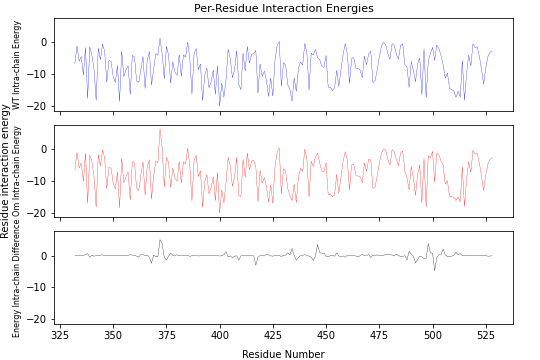 Per-Residue Interaction Energies
Residue interaction energy
WT Intra-chain Energy
0
−10
−20
Om Intra-chain Energy
0
−10
−20
Energy Intra-chain Difference
0
−10
−20
325 350 375 400 425 450 475 500 525
Residue Number